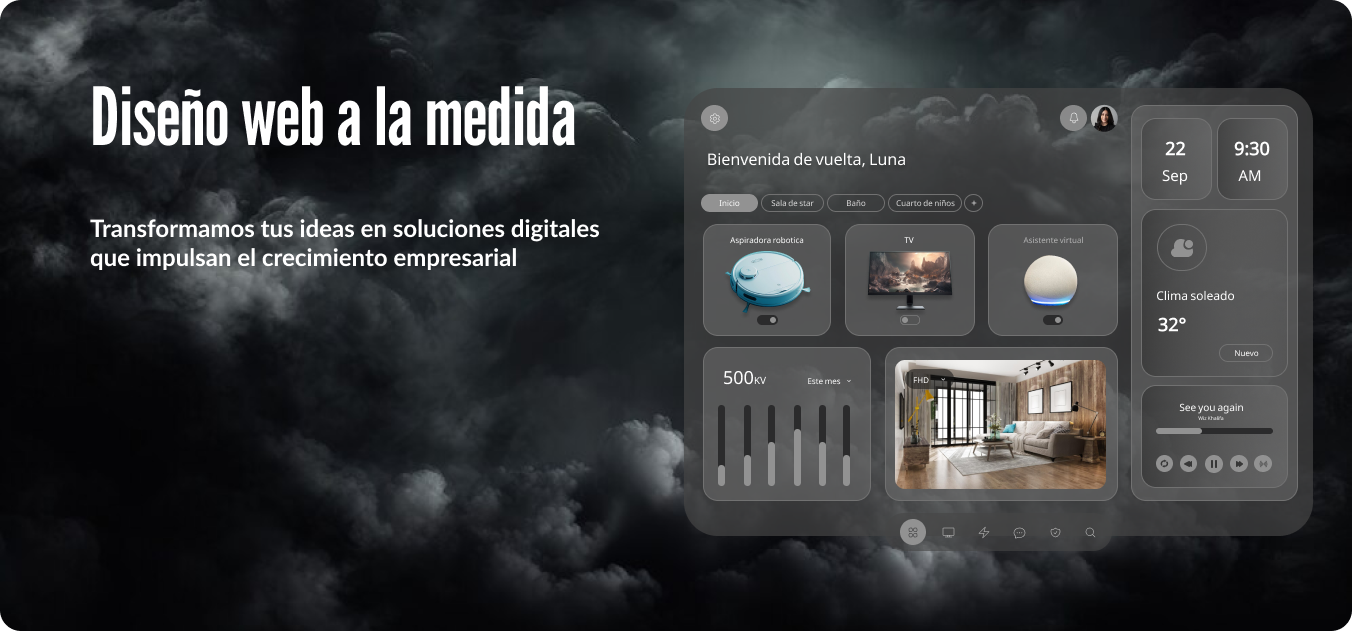 Diseño web a la medida
Transformamos tus ideas en soluciones digitales
que impulsan el crecimiento empresarial
Bienvenida de vuelta, Luna
Inicio
Sala de star
Baño
Cuarto de niños
+
Aspiradora robotica
TV
Asistente virtual
500KV
Este mes
FHD
22
Sep
9:30
AM
Clima soleado
32°
Nuevo
See you again
Wiz Khalifa